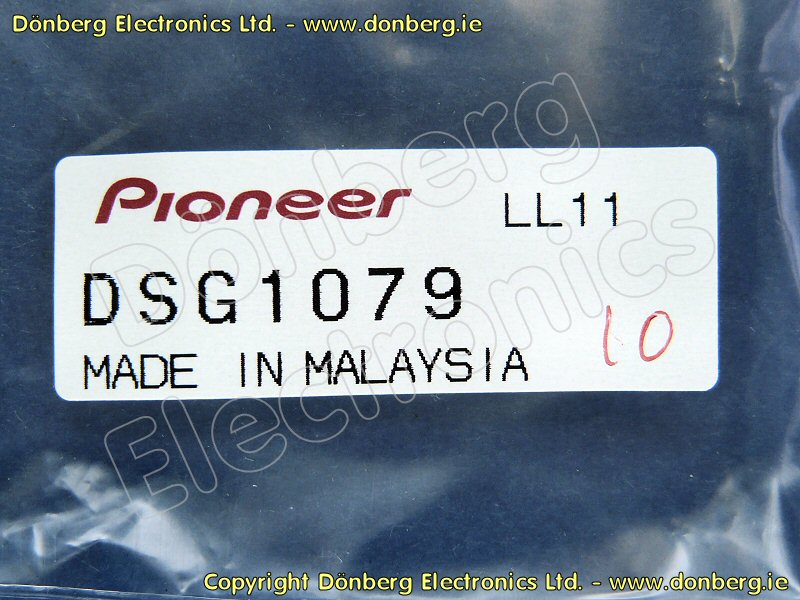 Dönberg Electronics Ltd. - www.donberg.ie
Pioneer LL11
DSG1079
MADE IN MALAYSIA 10
Dönberg
Electronics
Copyright Dönberg Electronics Ltd. - www.donberg.ie